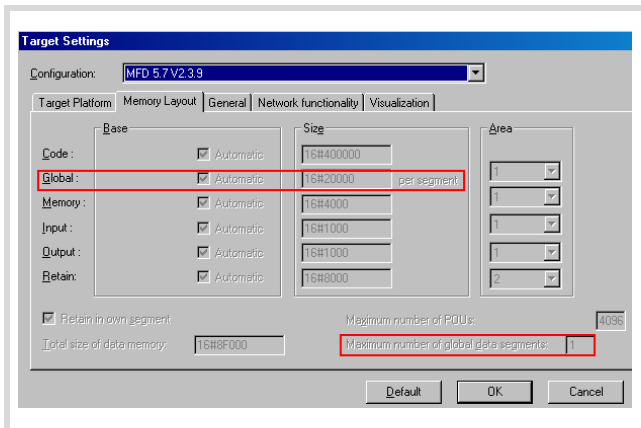 Target Settings
Configuration: MFD 5.7 V2.3.9
Target Platform Memory Layout General Network functionality Visualization
Base Size Area
Code : Automatic 16#400000
Global : Automatic 16#20000 per segment 1
Memory : Automatic 16#4000 1
Input : Automatic 16#1000 1
Output : Automatic 16#1000 1
Retain: Automatic 16#8000 2
Retain in own segment Maximum number of POUs: 4096
Total size of data memory: 16#8F000 Maximum number of global data segments: 1
Default OK Cancel